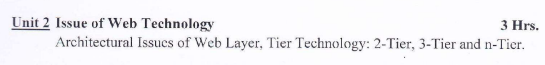 Unit 2 Issue of Web Technology 3 Hrs.
Architectural Issues of Web Layer, Tier Technology: 2-Tier, 3-Tier and n-Tier.